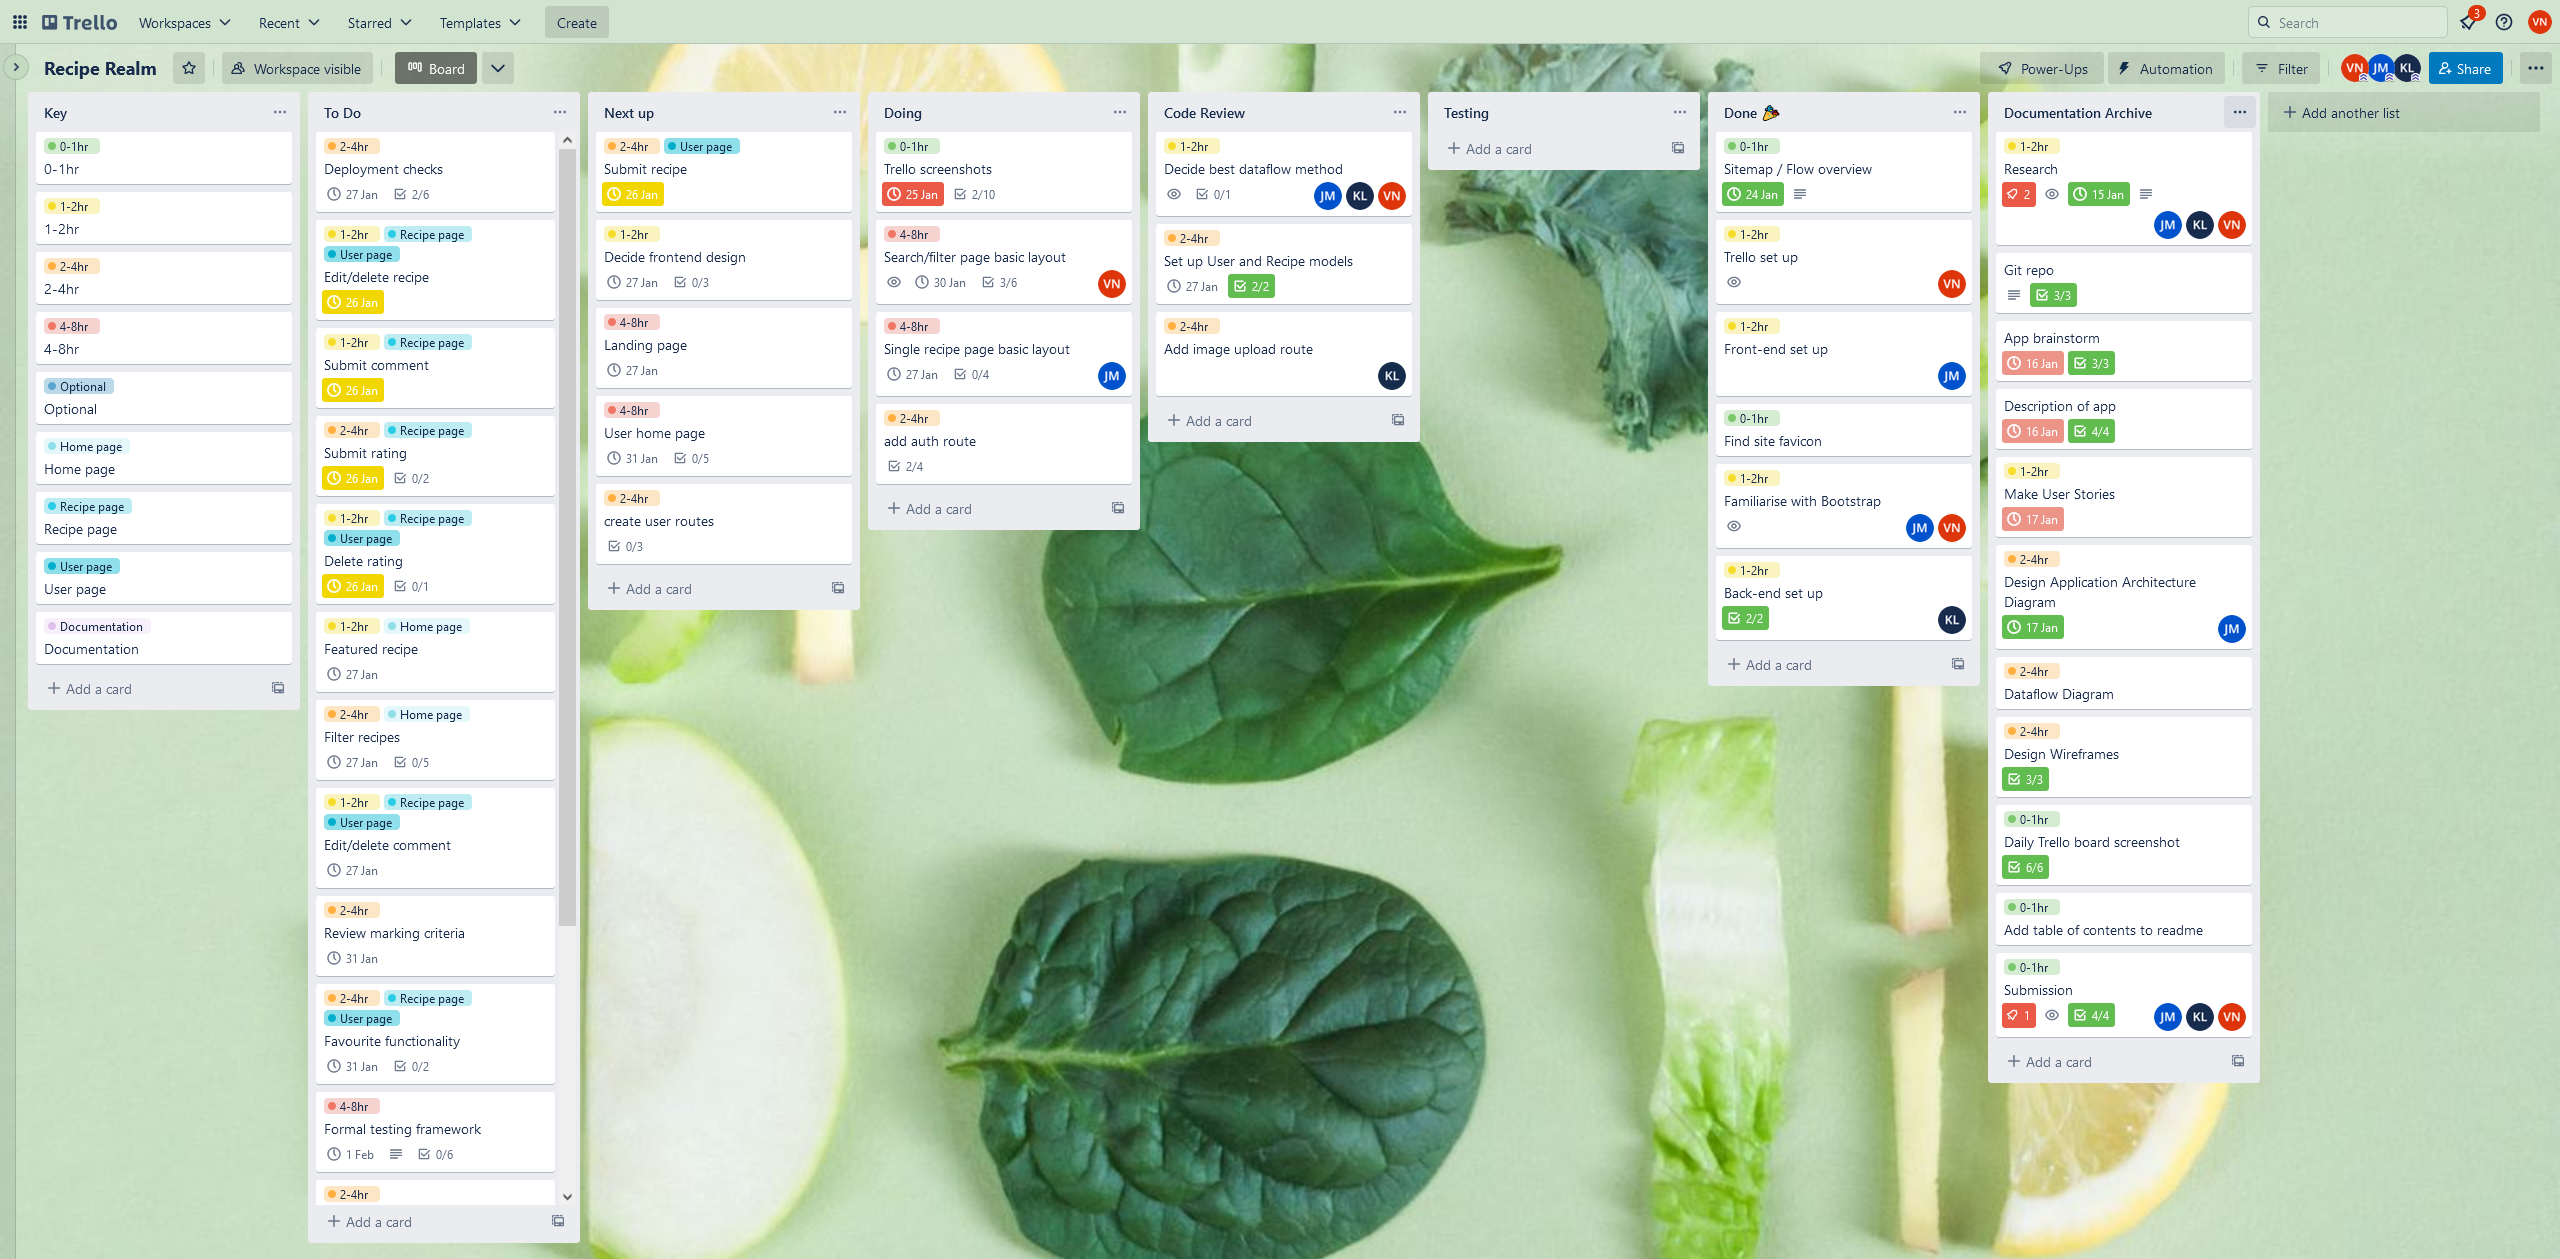 Trello
Workspaces
Recent
Starred
Templates
Create
Search
3
VN
Recipe Realm
Workspace visible
Board
Power-Ups
Automation
Filter
VN
JM
KL
Share
Key
0-1hr
0-1hr
1-2hr
1-2hr
2-4hr
2-4hr
4-8hr
4-8hr
Optional
Optional
Home page
Home page
Recipe page
Recipe page
User page
User page
Documentation
Documentation
Add a card
To Do
2-4hr
Deployment checks
27 Jan 2/6
1-2hr Recipe page
User page
Edit/delete recipe
26 Jan
1-2hr Recipe page
Submit comment
26 Jan
2-4hr Recipe page
Submit rating
26 Jan 0/2
1-2hr Recipe page
User page
Delete rating
26 Jan 0/1
1-2hr Home page
Featured recipe
27 Jan
2-4hr Home page
Filter recipes
27 Jan 0/5
1-2hr Recipe page
User page
Edit/delete comment
27 Jan
2-4hr
Review marking criteria
31 Jan
2-4hr Recipe page
User page
Favourite functionality
31 Jan 0/2
4-8hr
Formal testing framework
1 Feb 0/6
2-4hr
Add a card
Next up
2-4hr User page
Submit recipe
26 Jan
1-2hr
Decide frontend design
27 Jan 0/3
4-8hr
Landing page
27 Jan
4-8hr
User home page
31 Jan 0/5
2-4hr
create user routes
0/3
Add a card
Doing
0-1hr
Trello screenshots
25 Jan 2/10
4-8hr
Search/filter page basic layout
30 Jan 3/6 VN
4-8hr
Single recipe page basic layout
27 Jan 0/4 JM
2-4hr
add auth route
2/4
Add a card
Code Review
1-2hr
Decide best dataflow method
0/1 JM KL VN
2-4hr
Set up User and Recipe models
27 Jan 2/2
2-4hr
Add image upload route
KL
Add a card
Testing
Add a card
Done
0-1hr
Sitemap / Flow overview
24 Jan
1-2hr
Trello set up
VN
1-2hr
Front-end set up
JM
0-1hr
Find site favicon
1-2hr
Familiarise with Bootstrap
JM VN
1-2hr
Back-end set up
2/2 KL
Add a card
Documentation Archive
1-2hr
Research
2 15 Jan
JM KL VN
Git repo
3/3
App brainstorm
16 Jan 3/3
Description of app
16 Jan 4/4
1-2hr
Make User Stories
17 Jan
2-4hr
Design Application Architecture
Diagram
17 Jan JM
2-4hr
Dataflow Diagram
2-4hr
Design Wireframes
3/3
0-1hr
Daily Trello board screenshot
6/6
0-1hr
Add table of contents to readme
0-1hr
Submission
1 4/4 JM KL VN
Add a card
Add another list